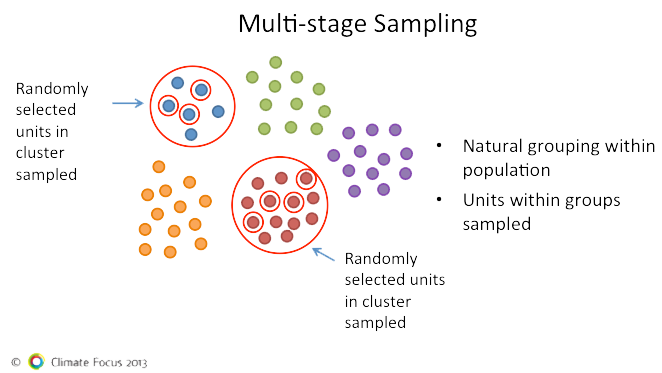 Multi-stage Sampling
Randomly
selected
units in
cluster
sampled
• Natural grouping within
population
• Units within groups
sampled
Randomly
selected units
in cluster
sampled
© Climate Focus 2013